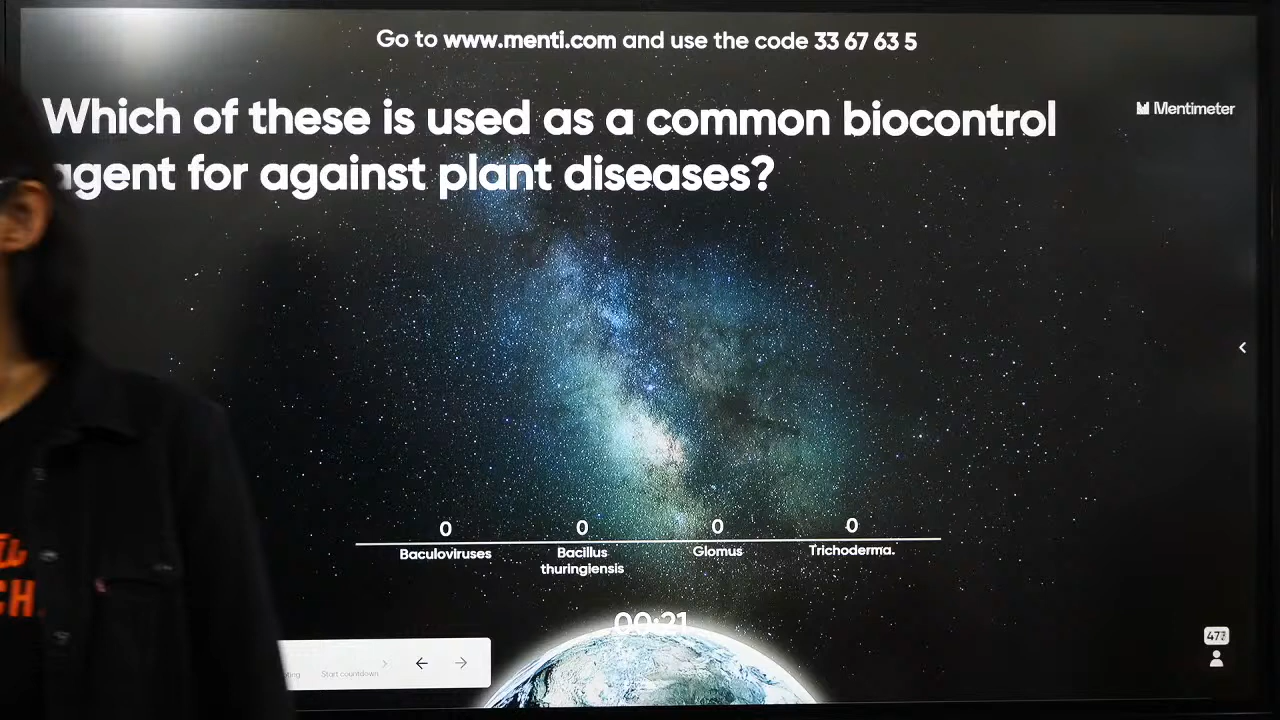 Go to www.menti.com and use the code 33 67 63 5
Mentimeter
Which of these is used as a common biocontrol
agent for against plant diseases?
0
0
0
0
Baculoviruses
Bacillus
thuringiensis
Glomus
Trichoderma.
00:21
Start countdown
477